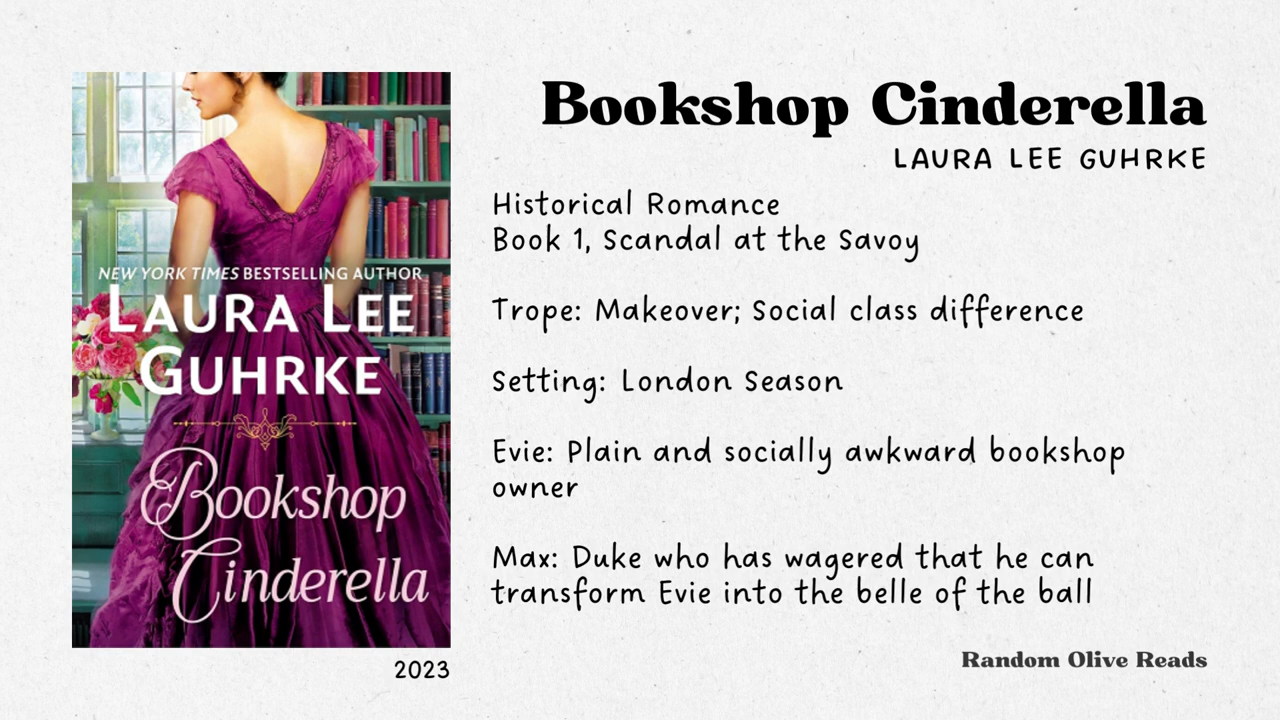 NEW YORK TIMES BESTSELLING AUTHOR
LAURA LEE
GUHRKE
Bookshop
Cinderella
2023
Bookshop Cinderella
LAURA LEE GUHRKE
Historical Romance
Book 1, Scandal at the Savoy
Trope: Makeover; Social class difference
Setting: London Season
Evie: Plain and socially awkward bookshop
owner
Max: Duke who has wagered that he can
transform Evie into the belle of the ball
Random Olive Reads